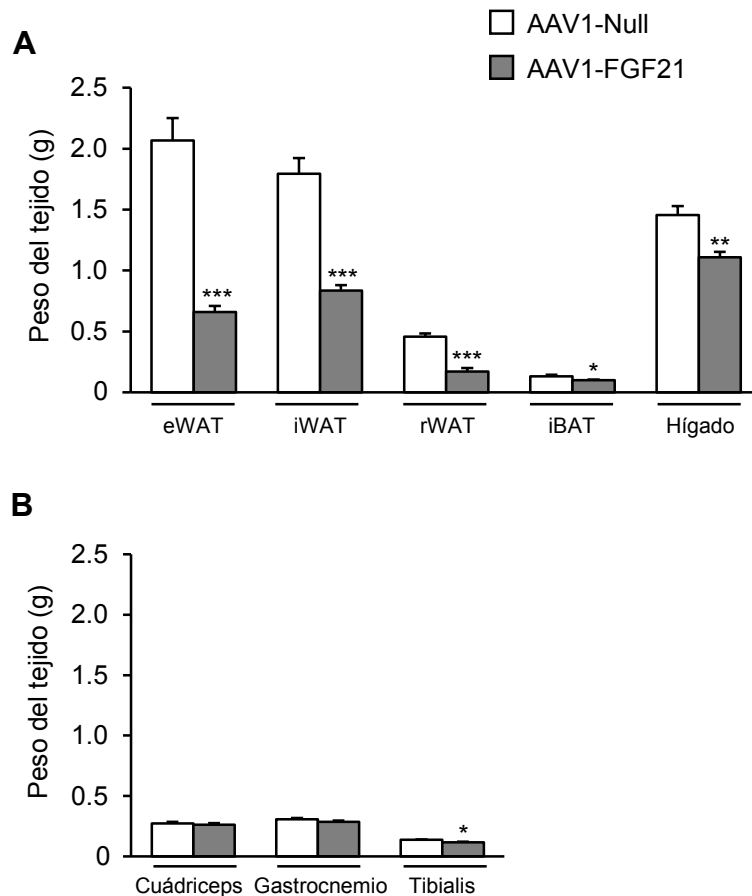 AAV1-Null
AAV1-FGF21
A
Peso del tejido (g)
2.5
2.0
1.5
1.0
0.5
0
***
***
***
*
**
eWAT iWAT rWAT iBAT Hígado
B
Peso del tejido (g)
2.5
2.0
1.5
1.0
0.5
0
*
Cuádriceps Gastrocnemio Tibialis